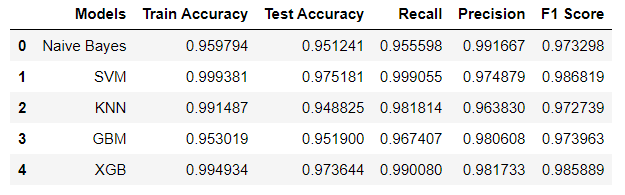 Models Train Accuracy Test Accuracy Recall Precision F1 Score
0 Naive Bayes 0.959794 0.951241 0.955598 0.991667 0.973298
1 SVM 0.999381 0.975181 0.999055 0.974879 0.986819
2 KNN 0.991487 0.948825 0.981814 0.963830 0.972739
3 GBM 0.953019 0.951900 0.967407 0.980608 0.973963
4 XGB 0.994934 0.973644 0.990080 0.981733 0.985889